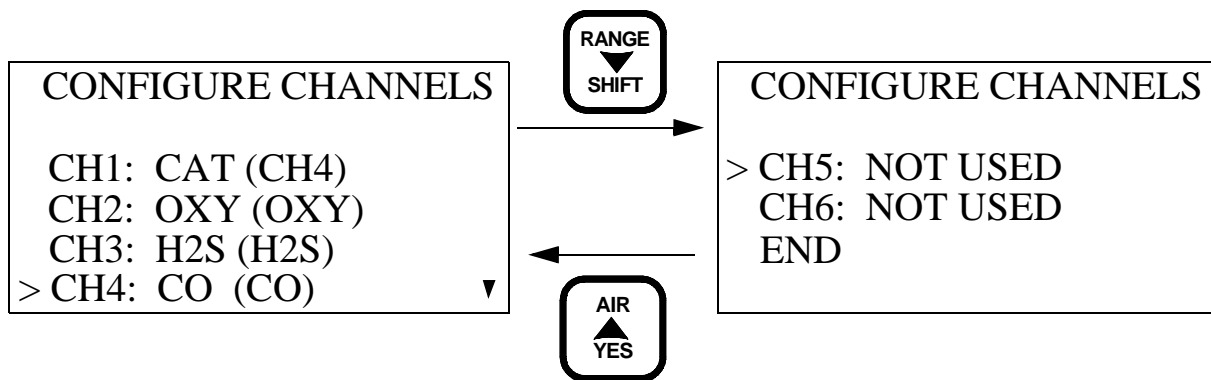 CONFIGURE CHANNELS
CH1: CAT (CH4)
CH2: OXY (OXY)
CH3: H2S (H2S)
> CH4: CO (CO)
RANGE
SHIFT
AIR
YES
CONFIGURE CHANNELS
> CH5: NOT USED
CH6: NOT USED
END